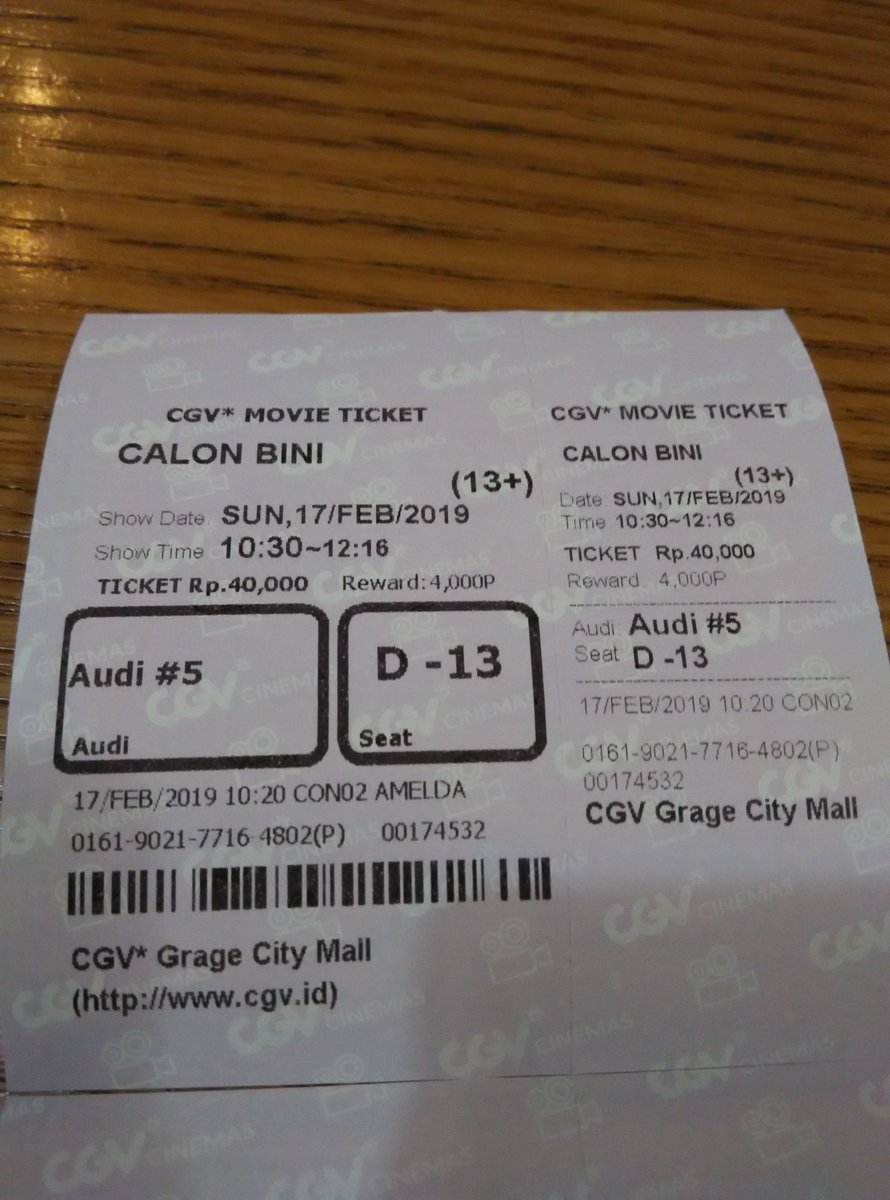 CGV* MOVIE TICKET
CALON BINI
(13+)
Show Date: SUN,17/FEB/2019
Show Time: 10:30~12:16
TICKET Rp.40,000 Reward:4,000P
Audi #5
Audi
D -13
Seat
17/FEB/2019 10:20 CON02 AMELDA
0161-9021-7716-4802(P) 00174532
CGV* Grage City Mall
(http://www.cgv.id)
CGV* MOVIE TICKET
CALON BINI
(13+)
Date: SUN,17/FEB/2019
Time: 10:30~12:16
TICKET Rp.40,000
Reward: 4,000P
Audi: Audi #5
Seat D -13
17/FEB/2019 10:20 CON02
0161-9021-7716-4802(P)
00174532
CGV Grage City Mall
CGV* CINEMAS